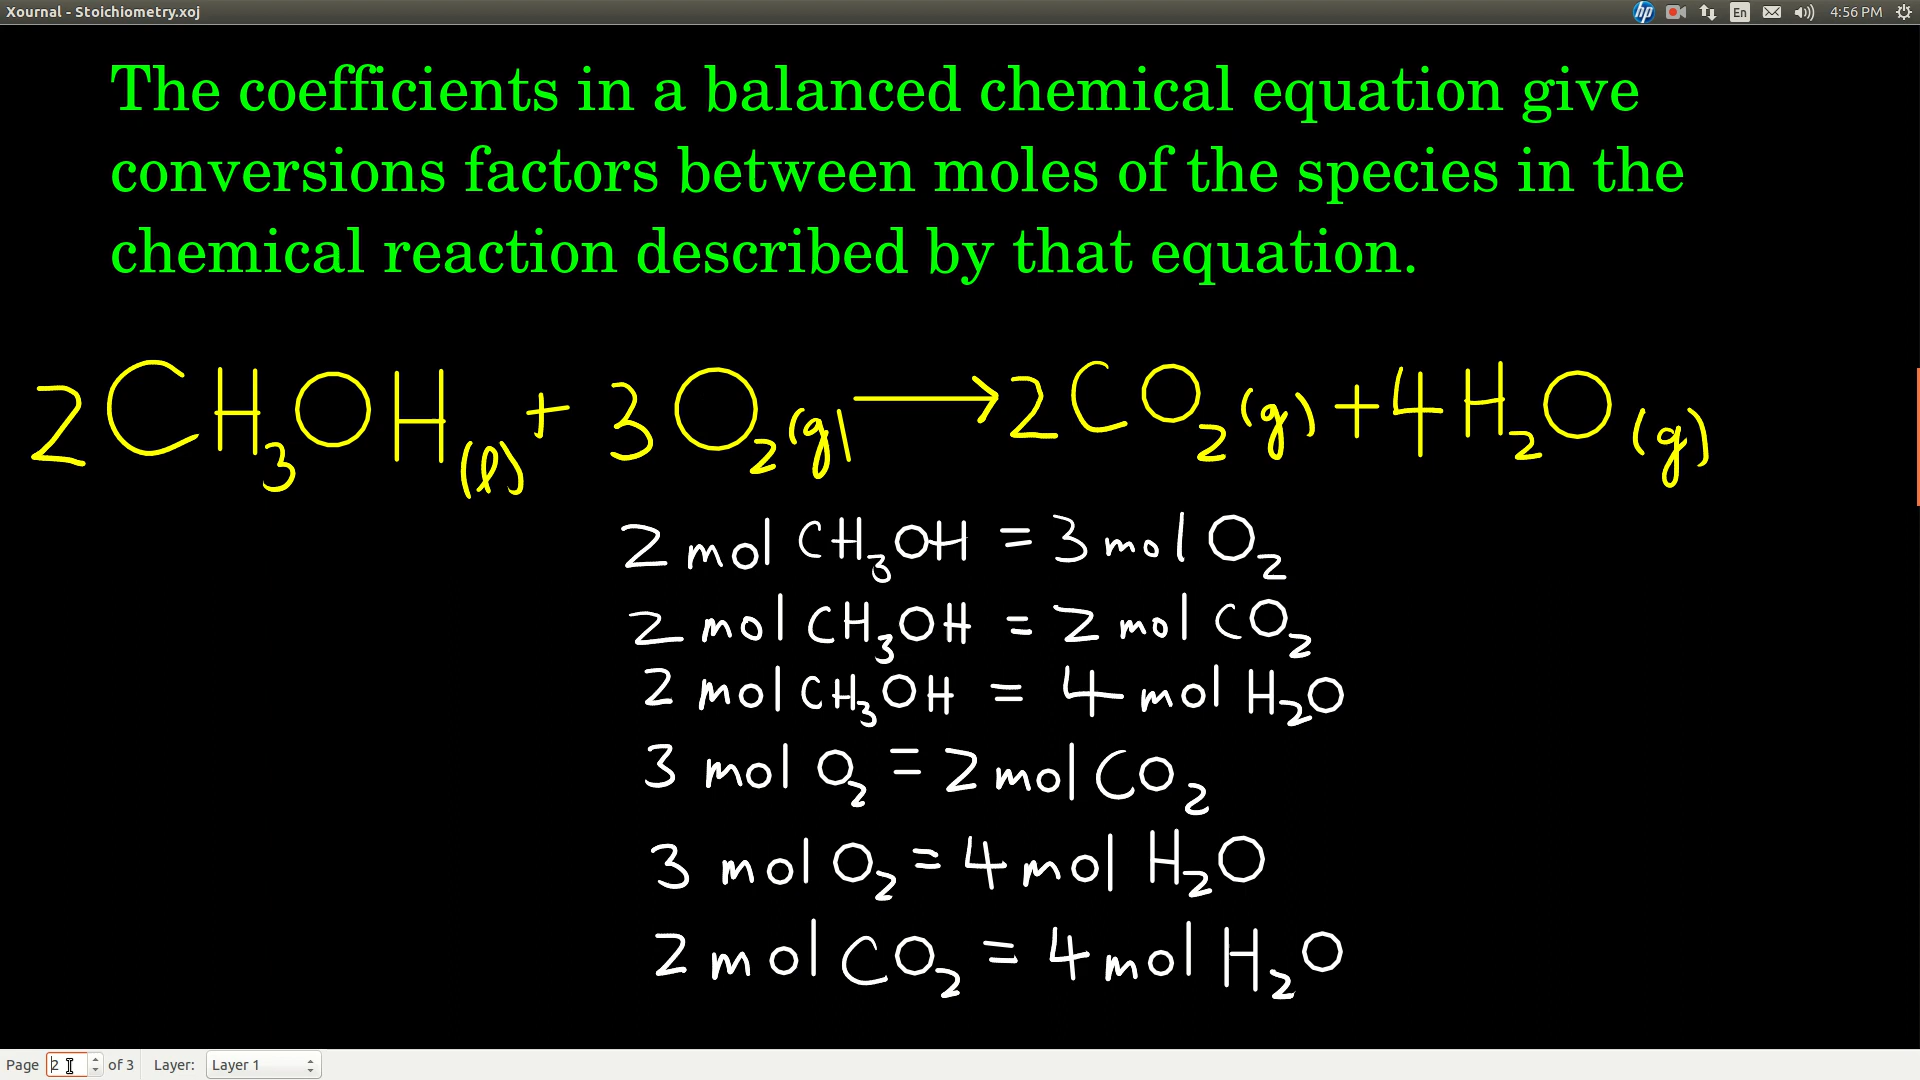 Xournal - Stoichiometry.xoj
hp En 4:56 PM
The coefficients in a balanced chemical equation give
conversions factors between moles of the species in the
chemical reaction described by that equation.
2CH₃OH(l) + 3O₂(g) → 2CO₂(g) + 4H₂O(g)
2 mol CH₃OH = 3 mol O₂
2 mol CH₃OH = 2 mol CO₂
2 mol CH₃OH = 4 mol H₂O
3 mol O₂ = 2 mol CO₂
3 mol O₂ = 4 mol H₂O
2 mol CO₂ = 4 mol H₂O
Page 2 of 3 Layer: Layer 1